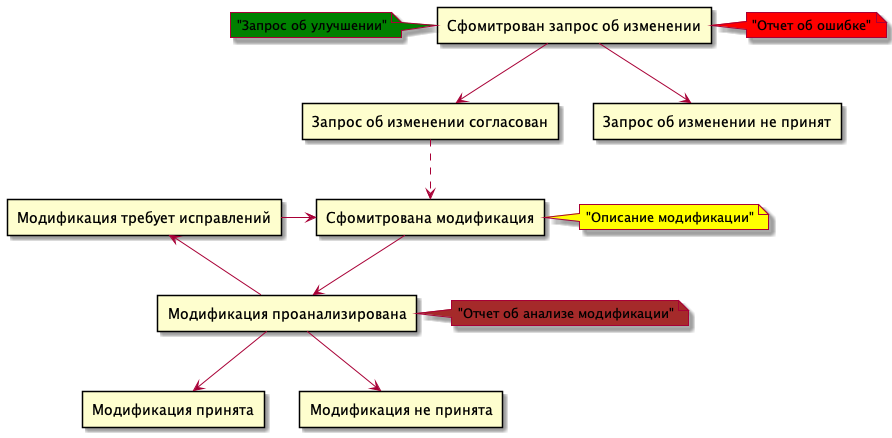 "Запрос об улучшении"
Сфомитрован запрос об изменении
"Отчет об ошибке"
Запрос об изменении согласован
Запрос об изменении не принят
Модификация требует исправлений
Сфомитрована модификация
"Описание модификации"
Модификация проанализирована
"Отчет об анализе модификации"
Модификация принята
Модификация не принята